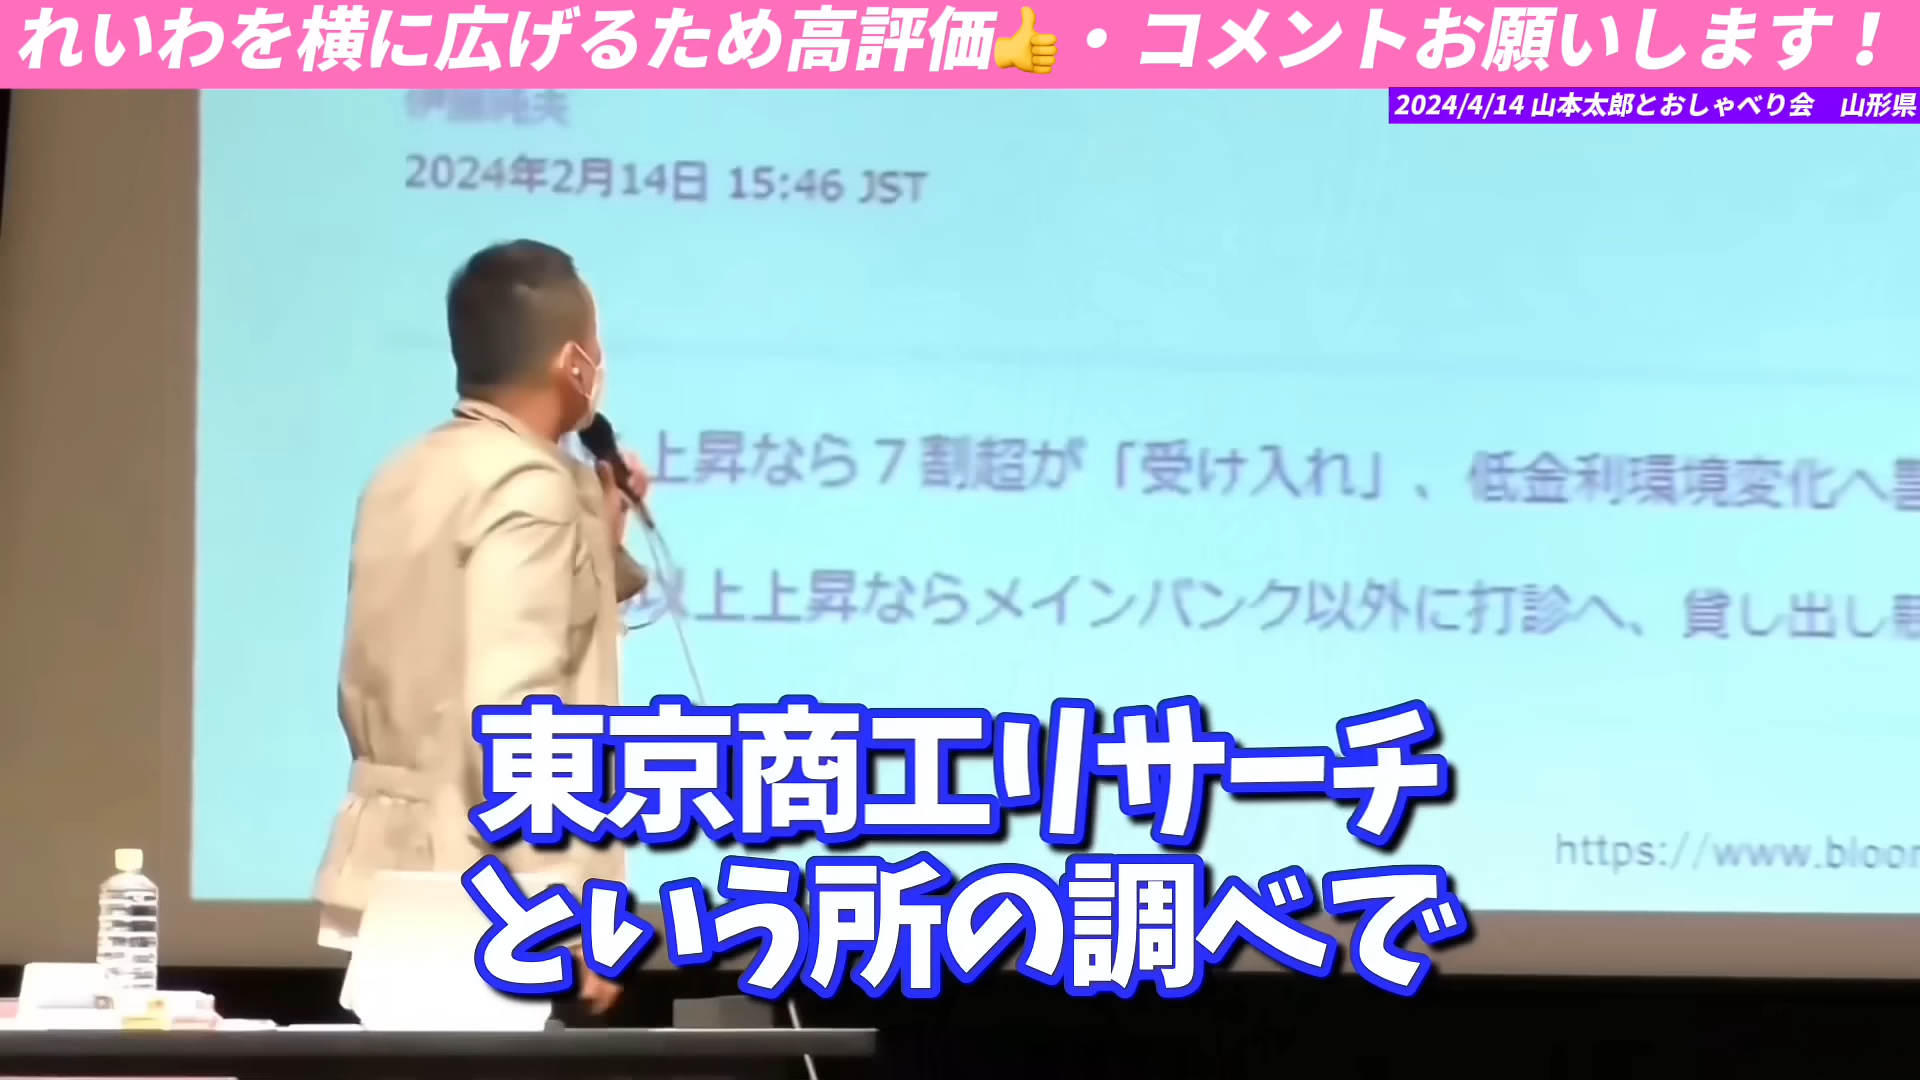 れいわを横に広げるため高評価👍・コメントお願いします！
2024/4/14 山本太郎とおしゃべり会　山形県
2024年2月14日 15:46 JST
上昇なら７割超が「受け入れ」、低金利環境変化へ
以上上昇ならメインバンク以外に打診へ、貸し出し
https://www.bloom
東京商工リサーチ
という所の調べで